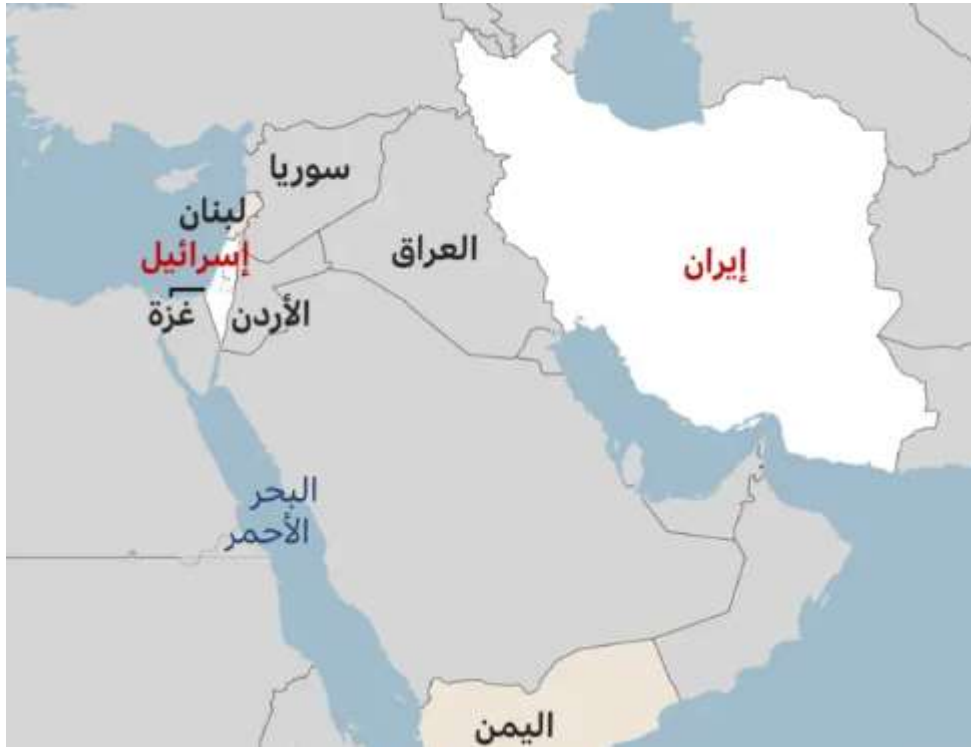 سوريا
لبنان
إسرائيل
العراق
إيران
غزة
الأردن
البحر
الأحمر
اليمن